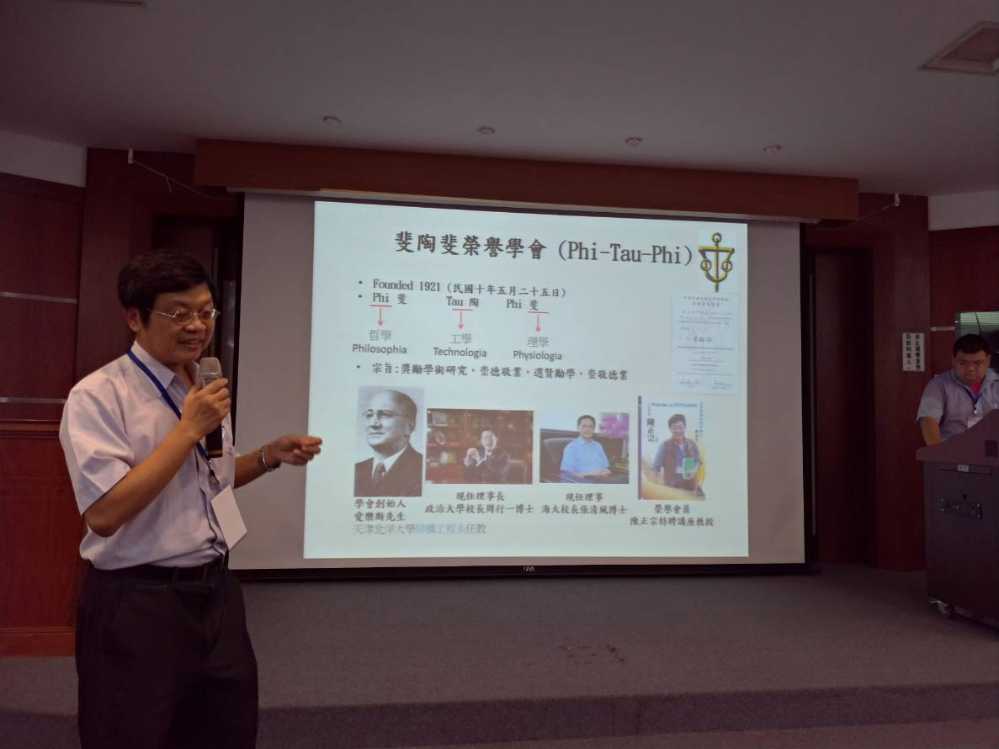 斐陶斐榮譽學會 (Phi-Tau-Phi)
• Founded 1921 (民國十年五月二十五日)
• Phi 斐 Tau 陶 Phi 斐
哲學 工學 理學
Philosophia Technologia Physiologia
• 宗旨:獎勵學術研究，崇德敬業，選賢勵學，崇敬德業
陳正宗
學會創始人
愛樂斯先生
天津北洋大學結構工程系任教
現任理事長
政治大學校長周行一博士
現任理事
海大校長張清風博士
榮譽會員
陳正宗特聘講座教授